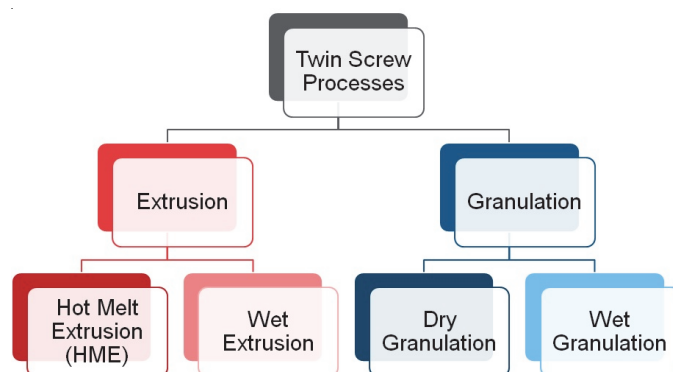 Twin Screw
Processes
Extrusion
Granulation
Hot Melt
Extrusion
(HME)
Wet
Extrusion
Dry
Granulation
Wet
Granulation